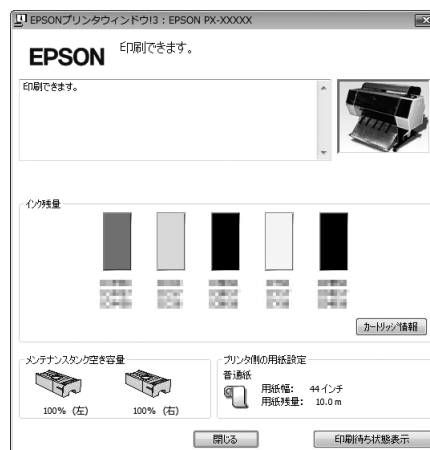 EPSONプリンタウィンドウ!3 : EPSON PX-XXXXX
EPSON
印刷できます。
印刷できます。
インク残量
カートリッジ情報
メンテナンスタンク空き容量
100% (左)
100% (右)
プリンタ側の用紙設定
普通紙
用紙幅: 44 インチ
用紙残量: 10.0 m
閉じる
印刷待ち状態表示